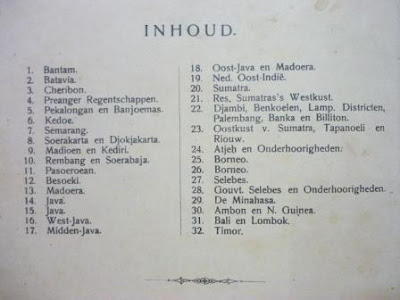 INHOUD.
1. Bantam.
2. Batavia.
3. Cheribon.
4. Preanger Regentschappen.
5. Pekalongan en Banjoemas.
6. Kedoe.
7. Semarang.
8. Soerakarta en Djokjakarta.
9. Madioen en Kediri.
10. Rembang en Soerabaja.
11. Pasoeroean.
12. Besoeki.
13. Madoera.
14. Java.
15. Java.
16. West-Java.
17. Midden-Java.
18. Oost-Java en Madoera.
19. Ned. Oost-Indië.
20. Sumatra.
21. Res. Sumatras's Westkust.
22. Djambi, Benkoelen, Lamp. Districten,
Palembang, Banka en Billiton.
23. Oostkust v. Sumatra, Tapanoeli en
Riouw.
24. Atjeh en Onderhoorigheden.
25. Borneo.
26. Borneo.
27. Selebes.
28. Gouvt. Selebes en Onderhoorigheden.
29. De Minahasa.
30. Ambon en N. Guinea.
31. Bali en Lombok.
32. Timor.